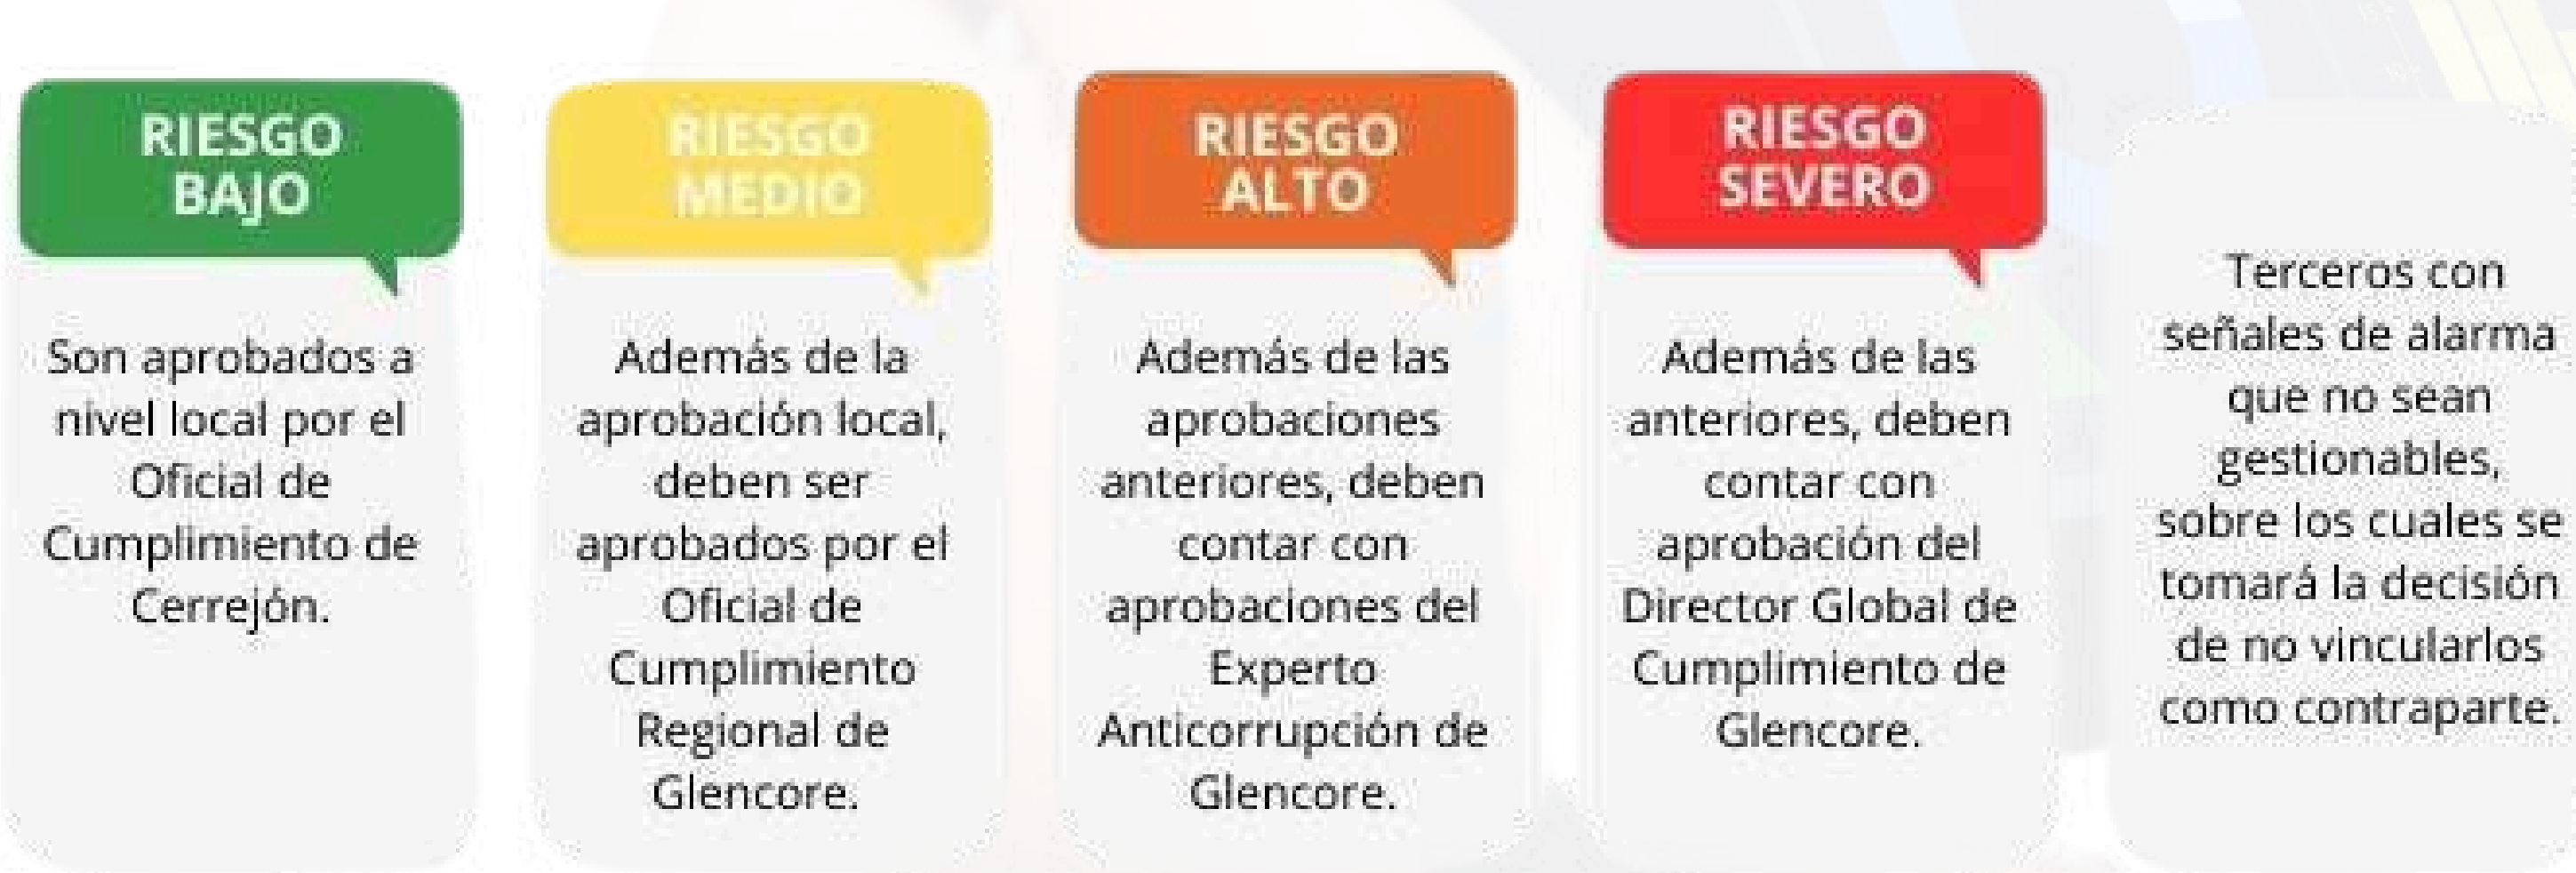 RIESGO
BAJO
Son aprobados a
nivel local por el
Oficial de
Cumplimiento de
Cerrejón.
RIESGO
MEDIO
Además de la
aprobación local,
deben ser
aprobados por el
Oficial de
Cumplimiento
Regional de
Glencore.
RIESGO
ALTO
Además de las
aprobaciones
anteriores, deben
contar con
aprobaciones del
Experto
Anticorrupción de
Glencore.
RIESGO
SEVERO
Además de las
anteriores, deben
contar con
aprobación del
Director Global de
Cumplimiento de
Glencore.
Terceros con
señales de alarma
que no sean
gestionables,
sobre los cuales se
tomará la decisión
de no vincularlos
como contraparte.